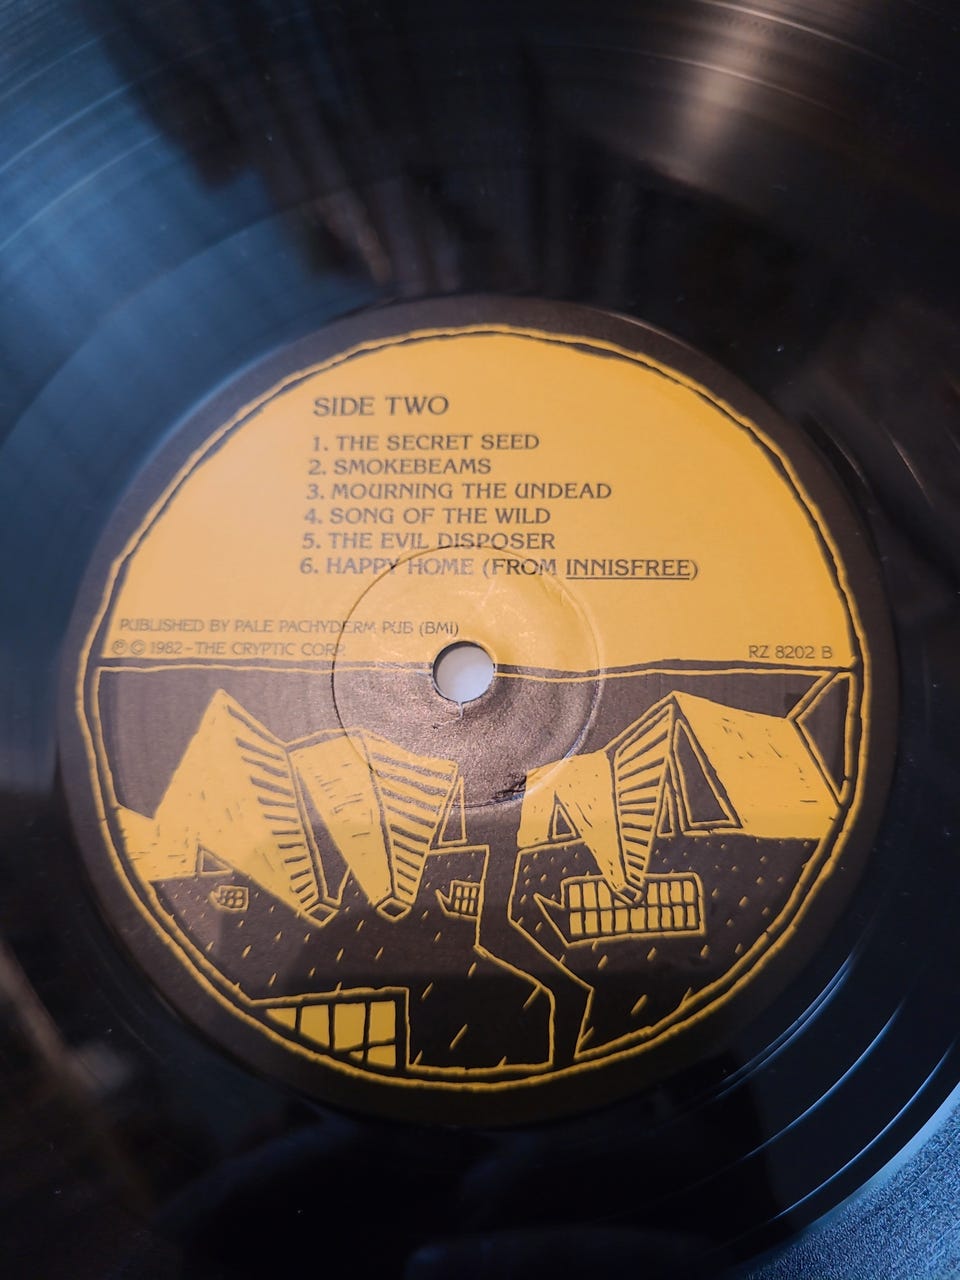 SIDE TWO
1. THE SECRET SEED
2. SMOKEBEAMS
3. MOURNING THE UNDEAD
4. SONG OF THE WILD
5. THE EVIL DISPOSER
6. HAPPY HOME (FROM INNISFREE)
PUBLISHED BY PALE PACHYDERM PUB (BMI)
℗ © 1982 - THE CRYPTIC CORP.
RZ 8202 B